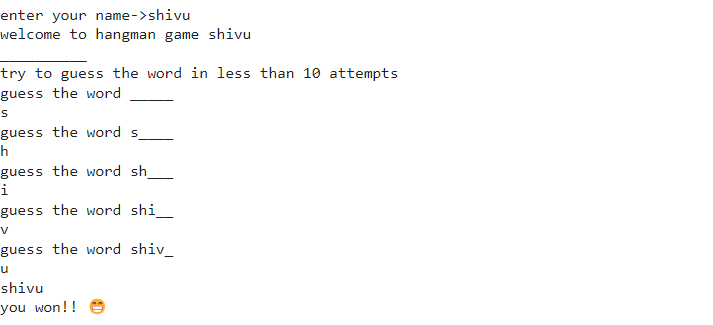 enter your name->shivu
welcome to hangman game shivu
__________
try to guess the word in less than 10 attempts
guess the word _____
s
guess the word s____
h
guess the word sh___
i
guess the word shi__
v
guess the word shiv_
u
shivu
you won!! 😁